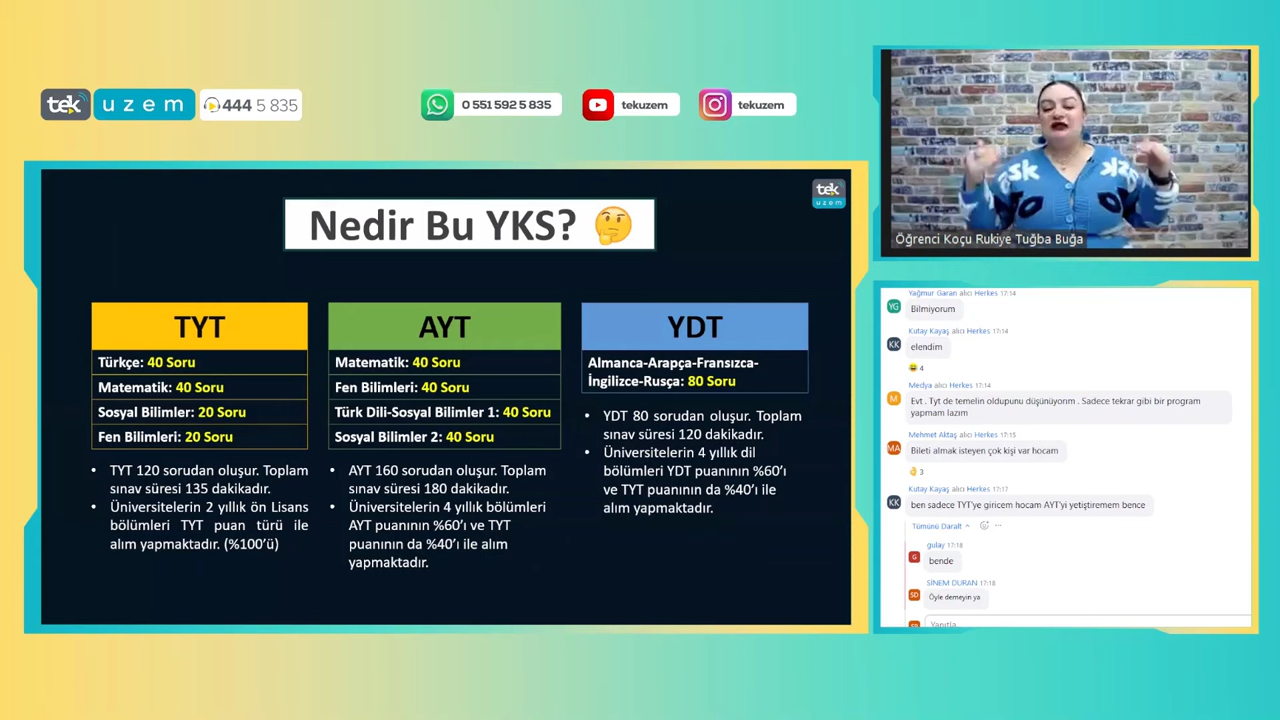 tek
uzem
444 5 835
0 551 592 5 835
tekuzem
tekuzem
tek
uzem
Nedir Bu YKS?
TYT
Türkçe: 40 Soru
Matematik: 40 Soru
Sosyal Bilimler: 20 Soru
Fen Bilimleri: 20 Soru
• TYT 120 sorudan oluşur. Toplam
sınav süresi 135 dakikadır.
• Üniversitelerin 2 yıllık ön Lisans
bölümleri TYT puan türü ile
alım yapmaktadır. (%100'ü)
AYT
Matematik: 40 Soru
Fen Bilimleri: 40 Soru
Türk Dili-Sosyal Bilimler 1: 40 Soru
Sosyal Bilimler 2: 40 Soru
• AYT 160 sorudan oluşur. Toplam
sınav süresi 180 dakikadır.
• Üniversitelerin 4 yıllık bölümleri
AYT puanının %60'ı ve TYT
puanının da %40'ı ile alım
yapmaktadır.
YDT
Almanca-Arapça-Fransızca-
İngilizce-Rusça: 80 Soru
• YDT 80 sorudan oluşur. Toplam
sınav süresi 120 dakikadır.
• Üniversitelerin 4 yıllık dil
bölümleri YDT puanının %60'ı
ve TYT puanının da %40'ı ile
alım yapmaktadır.
sk
Öğrenci Koçu Rukiye Tuğba Buğa
Yağmur Garan alıcı Herkes 17:14
YG
Bilmiyorum
Kutay Kayaş alıcı Herkes 17:14
KK
elendim
4
Medya alıcı Herkes 17:14
M
Evt . Tyt de temelin oldupunu düşünüyorım . Sadece tekrar gibi bir program
yapmam lazım
Mehmet Aktaş alıcı Herkes 17:15
MA
Bileti almak isteyen çok kişi var hocam
3
Kutay Kayaş alıcı Herkes 17:17
KK
ben sadece TYT'ye giricem hocam AYT'yi yetiştiremem bence
Tümünü Daralt
gulay 17:18
G
bende
SİNEM DURAN 17:18
SD
Öyle demeyin ya
Yanıtla